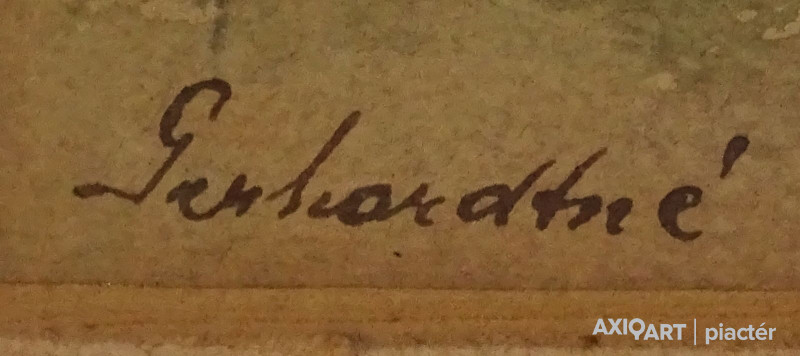 Gerhardtné
AXIOART | piactér